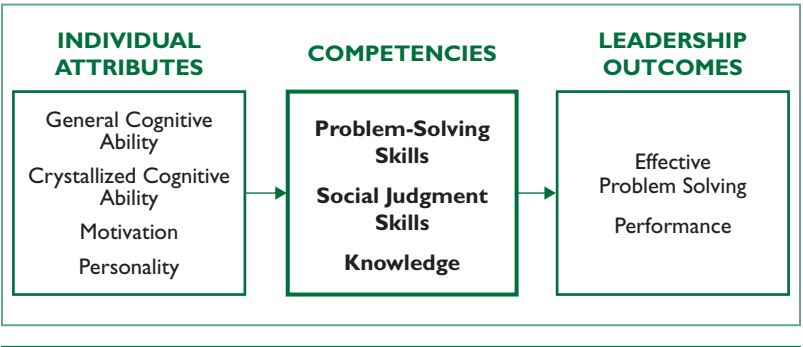 INDIVIDUAL
ATTRIBUTES
General Cognitive
Ability
Crystallized Cognitive
Ability
Motivation
Personality
COMPETENCIES
Problem-Solving
Skills
Social Judgment
Skills
Knowledge
LEADERSHIP
OUTCOMES
Effective
Problem Solving
Performance